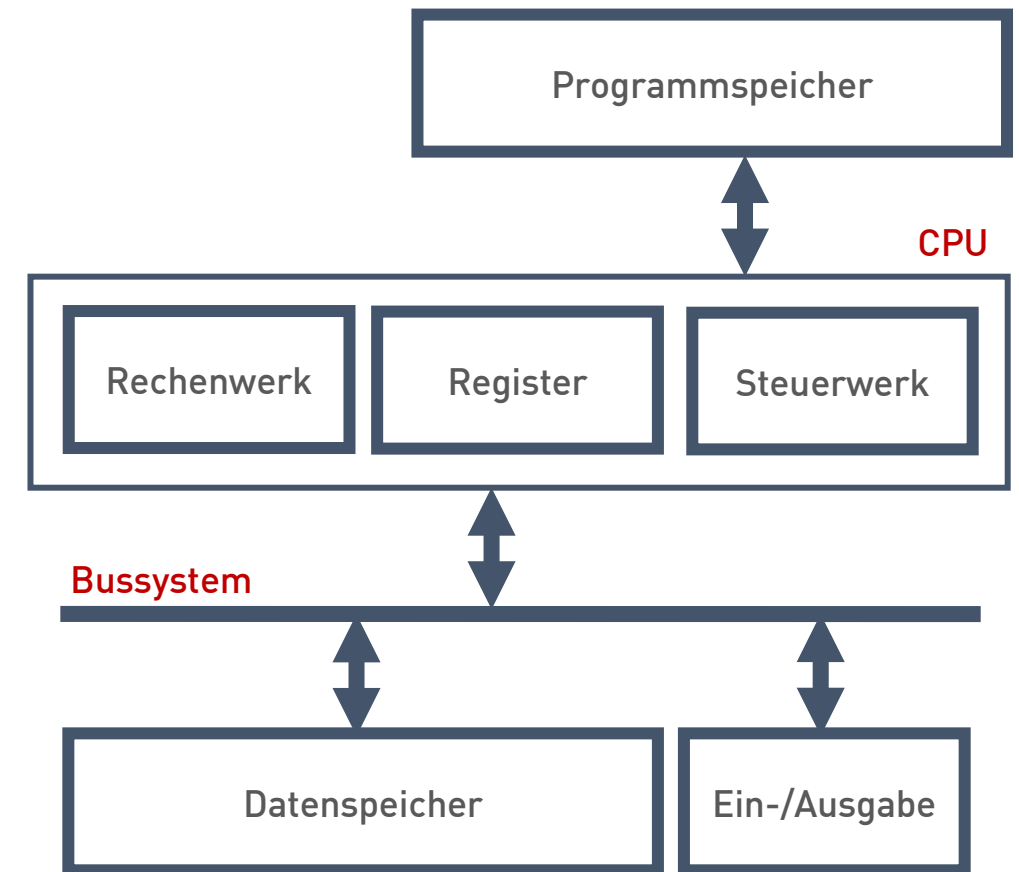 Programmspeicher
CPU
Rechenwerk
Register
Steuerwerk
Bussystem
Datenspeicher
Ein-/Ausgabe